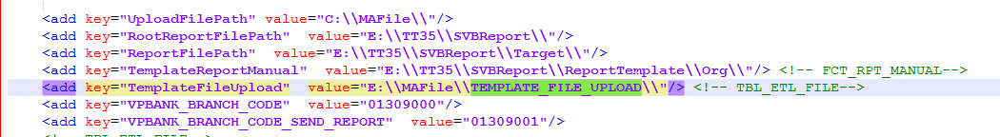 <add key="UploadFilePath" value="C:\\MAFile\\"/>
<add key="RootReportFilePath"  value="E:\\TT35\\SVBReport\\"/>
<add key="ReportFilePath"  value="E:\\TT35\\SVBReport\\Target\\"/>
<add key="TemplateReportManual"  value="E:\\TT35\\SVBReport\\ReportTemplate\\Org\\"/> <!-- FCT_RPT_MANUAL-->
<add key="TemplateFileUpload"  value="E:\\MAFile\\TEMPLATE_FILE_UPLOAD\\"/> <!-- TBL_ETL_FILE-->
<add key="VPBANK_BRANCH_CODE"  value="01309000"/>
<add key="VPBANK_BRANCH_CODE_SEND_REPORT"  value="01309001"/>